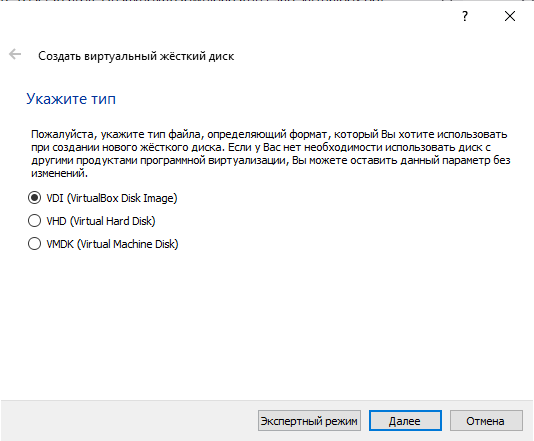 ?
Создать виртуальный жёсткий диск
Укажите тип
Пожалуйста, укажите тип файла, определяющий формат, который Вы хотите использовать
при создании нового жёсткого диска. Если у Вас нет необходимости использовать диск с
другими продуктами программной виртуализации, Вы можете оставить данный параметр без
изменений.
VDI (VirtualBox Disk Image)
VHD (Virtual Hard Disk)
VMDK (Virtual Machine Disk)
Экспертный режим Далее Отмена